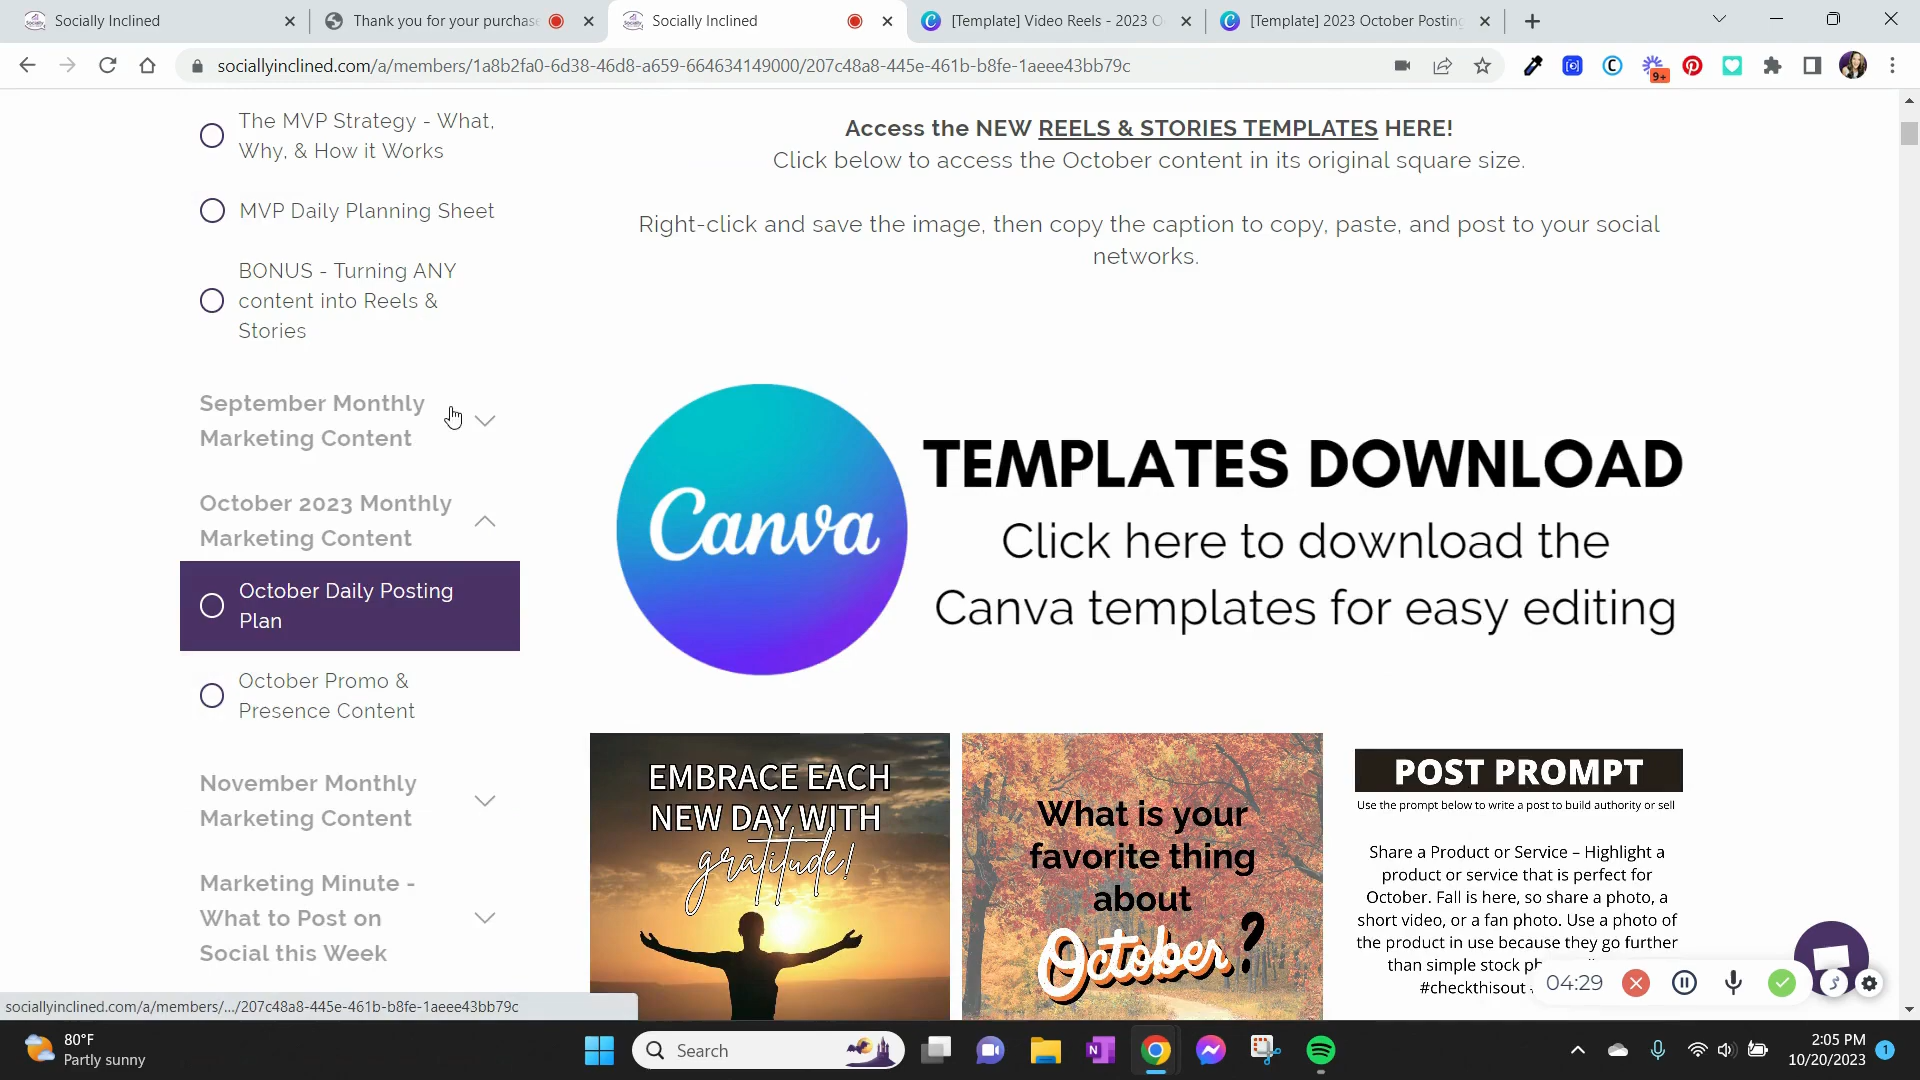 Socially Inclined
Thank you for your purchase
Socially Inclined
[Template] Video Reels - 2023 O
[Template] 2023 October Posting
sociallyinclined.com/a/members/1a8b2fa0-6d38-46d8-a659-664634149000/207c48a8-445e-461b-b8fe-1aeee43bb79c
9+
The MVP Strategy - What,
Why, & How it Works
MVP Daily Planning Sheet
BONUS - Turning ANY
content into Reels &
Stories
September Monthly
Marketing Content
October 2023 Monthly
Marketing Content
October Daily Posting
Plan
October Promo &
Presence Content
November Monthly
Marketing Content
Marketing Minute -
What to Post on
Social this Week
Access the NEW REELS & STORIES TEMPLATES HERE!
Click below to access the October content in its original square size.
Right-click and save the image, then copy the caption to copy, paste, and post to your social
networks.
Canva
TEMPLATES DOWNLOAD
Click here to download the
Canva templates for easy editing
EMBRACE EACH
NEW DAY WITH
gratitude!
What is your
favorite thing
about
October?
POST PROMPT
Use the prompt below to write a post to build authority or sell
Share a Product or Service – Highlight a
product or service that is perfect for
October. Fall is here, so share a photo, a
short video, or a fan photo. Use a photo of
the product in use because they go further
than simple stock
#checkthisout
04:29
sociallyinclined.com/a/members/.../207c48a8-445e-461b-b8fe-1aeee43bb79c
80°F
Partly sunny
Search
2:05 PM
10/20/2023
1